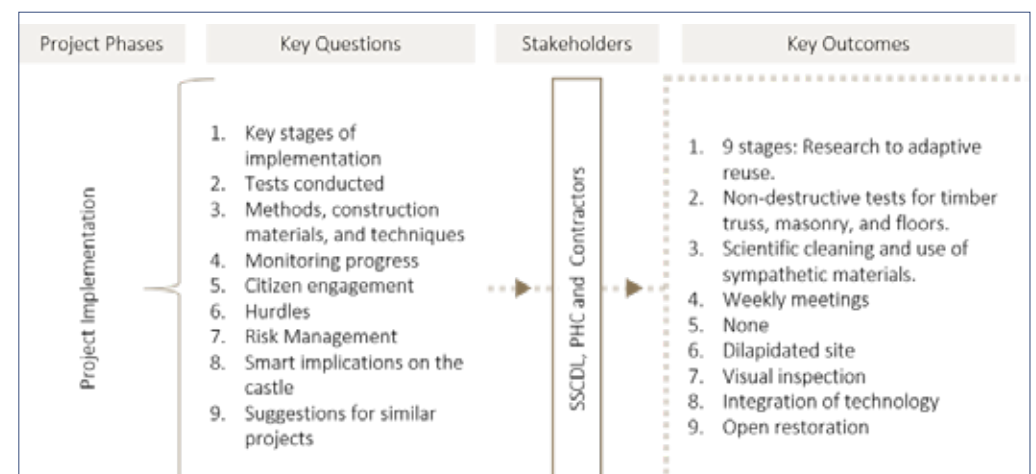 Project Phases
Key Questions
Stakeholders
Key Outcomes
Project Implementation
1. Key stages of
implementation
2. Tests conducted
3. Methods, construction
materials, and techniques
4. Monitoring progress
5. Citizen engagement
6. Hurdles
7. Risk Management
8. Smart implications on the
castle
9. Suggestions for similar
projects
SSCDL, PHC and Contractors
1. 9 stages: Research to adaptive
reuse.
2. Non-destructive tests for timber
truss, masonry, and floors.
3. Scientific cleaning and use of
sympathetic materials.
4. Weekly meetings
5. None
6. Dilapidated site
7. Visual inspection
8. Integration of technology
9. Open restoration